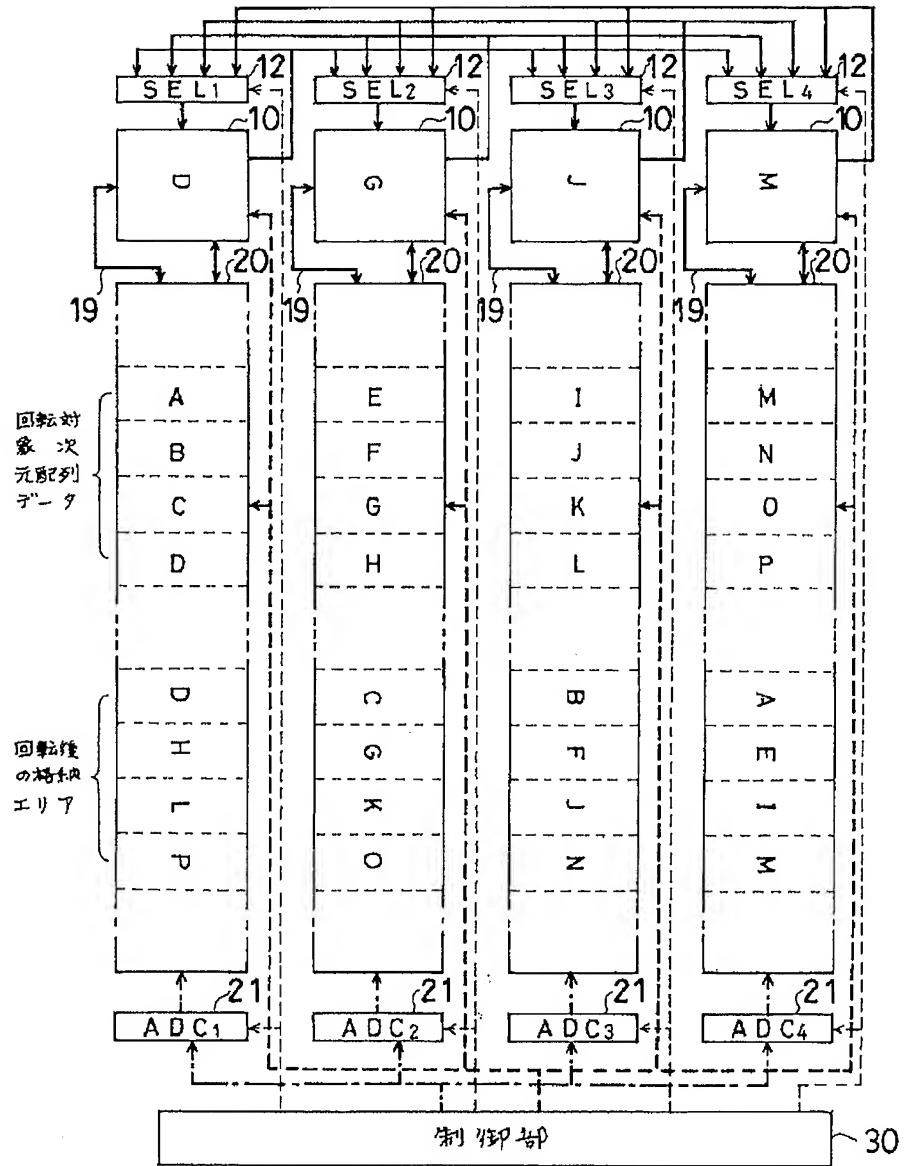 12 12 12 12
SEL1 SEL2 SEL3 SEL4
10 10 10 10
D G J M
20 20 20 20
19 19 19 19
回転対
象次
元配列
データ
A E I M
B F J N
C G K O
D H L P
回転後
の格納
エリア
D C B A
H G F E
L K J I
P O N M
21 21 21 21
ADC1 ADC2 ADC3 ADC4
制御部 30